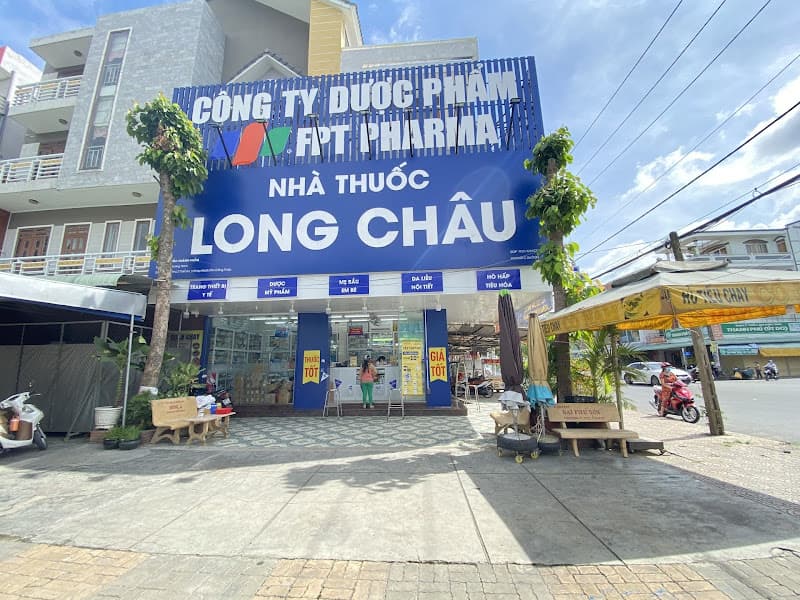 CÔNG TY DƯỢC PHẨM
FPT PHARMA
NHÀ THUỐC
LONG CHÂU
TRANG THIẾT BỊ
Y TẾ
DƯỢC
MỸ PHẨM
MẸ BẦU
EM BÉ
DA LIỄU
NỘI TIẾT
HÔ HẤP
TIÊU HÓA
THUỐC
TỐT
GIÁ
TỐT
HỦ TIẾU CHAY